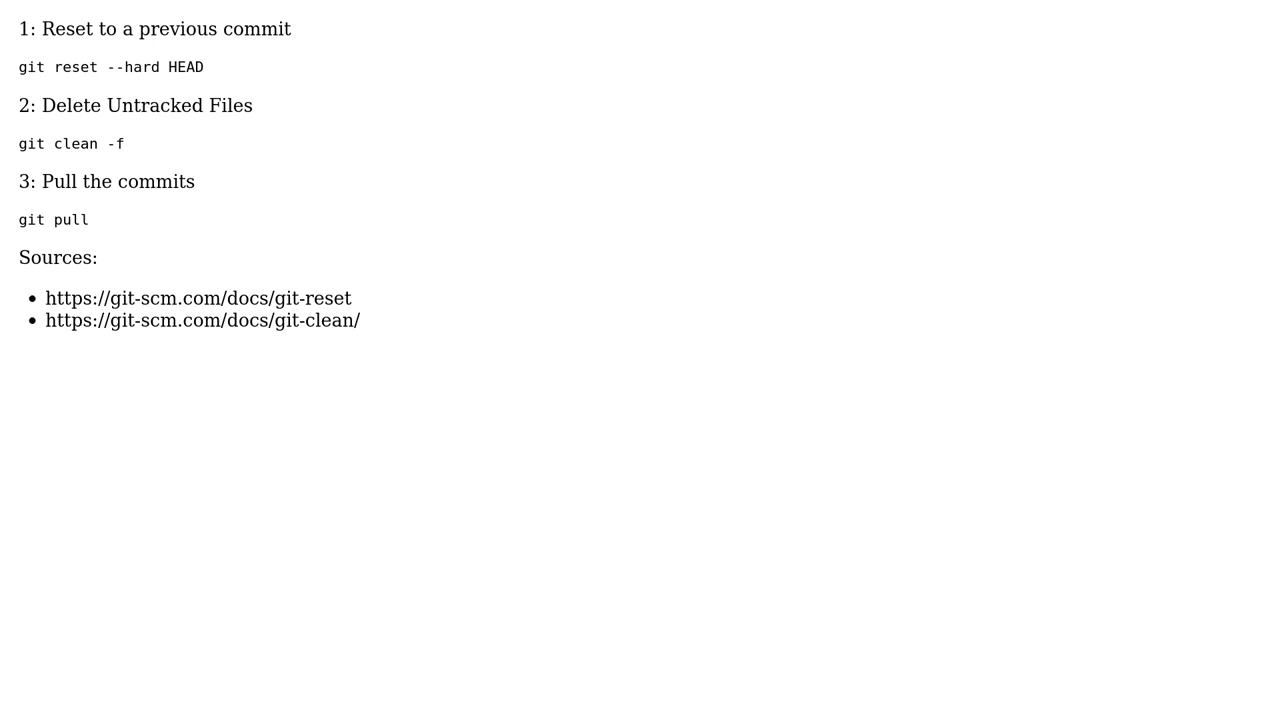 1: Reset to a previous commit
git reset --hard HEAD
2: Delete Untracked Files
git clean -f
3: Pull the commits
git pull
Sources:
• https://git-scm.com/docs/git-reset
• https://git-scm.com/docs/git-clean/